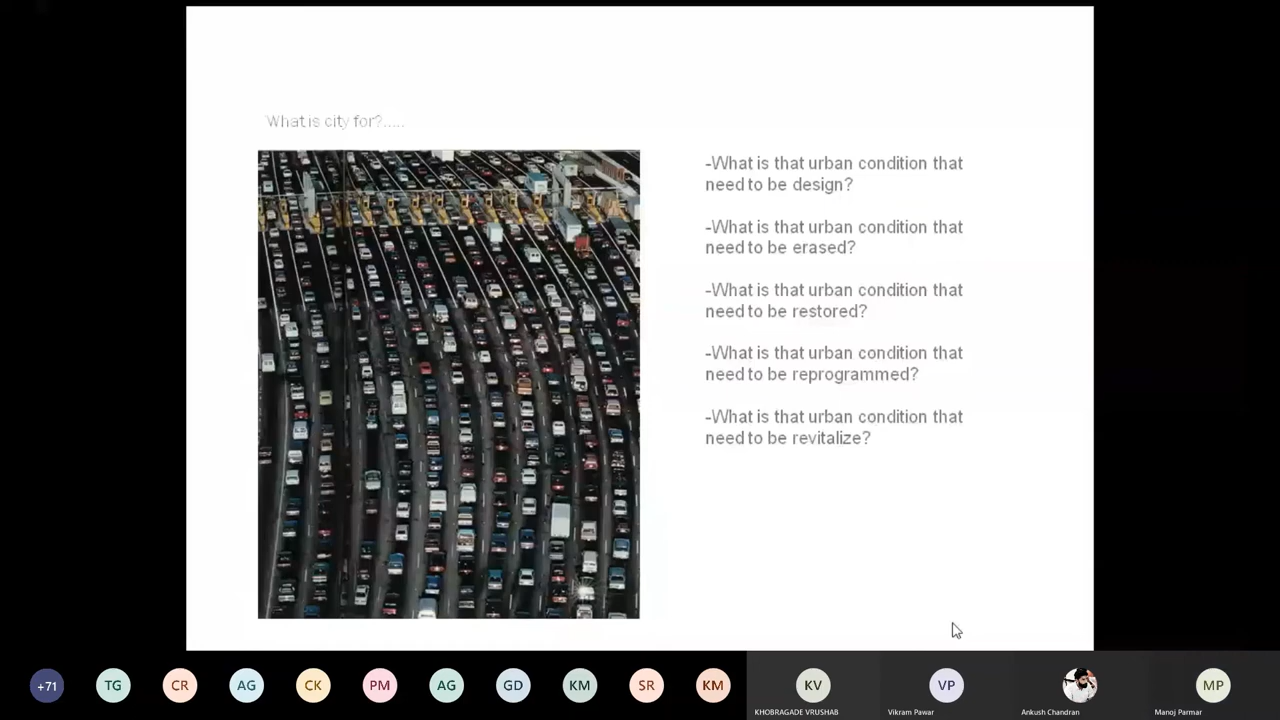 What is city for?.....
-What is that urban condition that
need to be design?
-What is that urban condition that
need to be erased?
-What is that urban condition that
need to be restored?
-What is that urban condition that
need to be reprogrammed?
-What is that urban condition that
need to be revitalize?
+71
TG
CR
AG
CK
PM
AG
GD
KM
SR
KM
KV
VP
MP
KHOBRAGADE VRUSHAB
Vikram Pawar
Ankush Chandran
Manoj Parmar